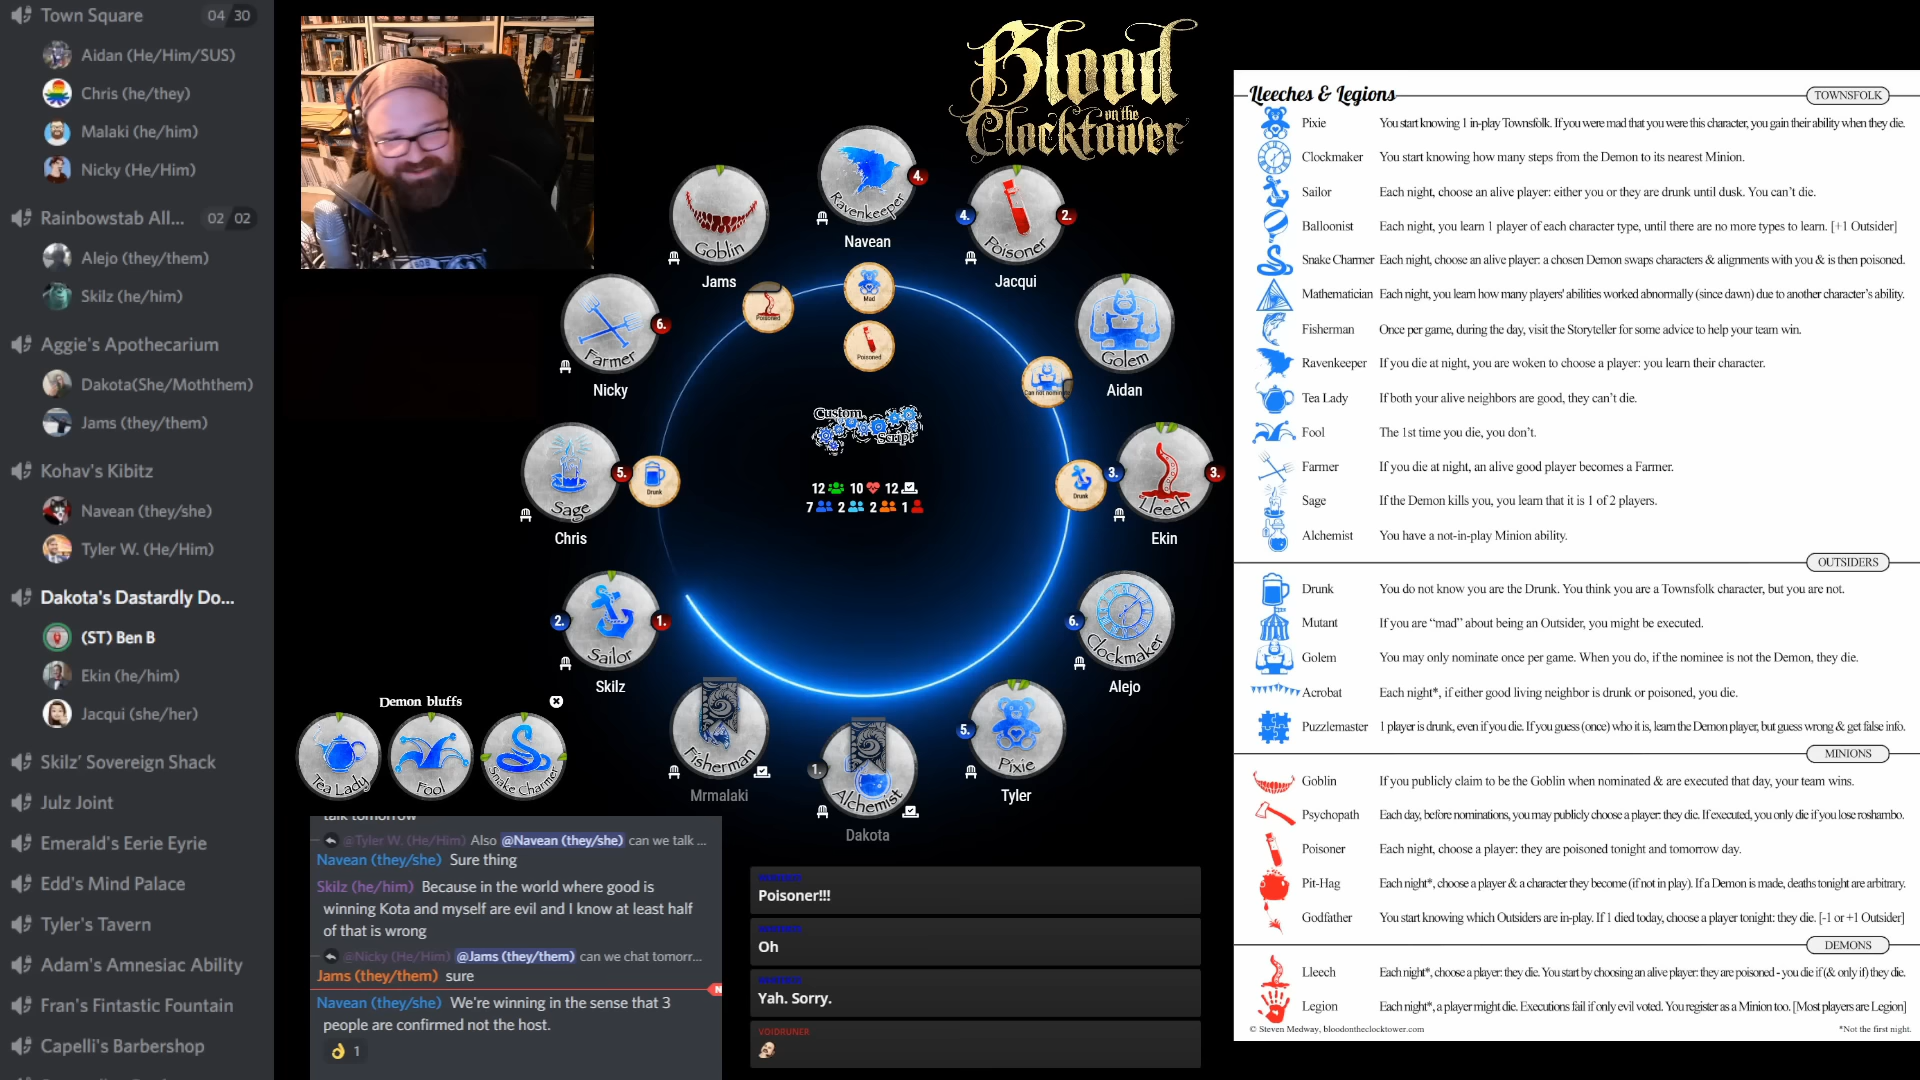 Town Square 04 30
Aidan (He/Him/SUS)
Chris (he/they)
Malaki (he/him)
Nicky (He/Him)
Rainbowstab All... 02 02
Alejo (they/them)
Skilz (he/him)
Aggie's Apothecarium
Dakota(She/Moththem)
Jams (they/them)
Kohav's Kibitz
Navean (they/she)
Tyler W. (He/Him)
Dakota's Dastardly Do...
(ST) Ben B
Ekin (he/him)
Jacqui (she/her)
Skilz’ Sovereign Shack
Julz Joint
Emerald's Eerie Eyrie
Edd's Mind Palace
Tyler's Tavern
Adam's Amnesiac Ability
Fran's Fintastic Fountain
Capelli's Barbershop
Blood
on the
Clocktower
Ravenkeeper
4.
Navean
Goblin
Jams
4.
Poisoner
2.
Jacqui
Farmer
6.
Nicky
Golem
Aidan
Sage
5.
Chris
3.
Lleech
3.
Ekin
2.
Sailor
1.
Skilz
6.
Clockmaker
Alejo
Fisherman
Mrmalaki
1.
Alchemist
Dakota
5.
Pixie
Tyler
Mad
Poisoned
Poisoned
Can not nominate
Drunk
Drunk
Custom
Script
12 10 12
7 2 2 1
Demon bluffs
Tea Lady
Fool
Snake Charmer
talk tomorrow
@Tyler W. (He/Him) Also @Navean (they/she) can we talk ...
Navean (they/she) Sure thing
Skilz (he/him) Because in the world where good is
winning Kota and myself are evil and I know at least half
of that is wrong
@Nicky (He/Him) @Jams (they/them) can we chat tomorr...
Jams (they/them) sure
N
Navean (they/she) We're winning in the sense that 3
people are confirmed not the host.
1
Poisoner!!!
Oh
Yah. Sorry.
VOIDRUNER
Lleeches & Legions
TOWNSFOLK
Pixie You start knowing 1 in-play Townsfolk. If you were mad that you were this character, you gain their ability when they die.
Clockmaker You start knowing how many steps from the Demon to its nearest Minion.
Sailor Each night, choose an alive player: either you or they are drunk until dusk. You can’t die.
Balloonist Each night, you learn 1 player of each character type, until there are no more types to learn. [+1 Outsider]
Snake Charmer Each night, choose an alive player: a chosen Demon swaps characters & alignments with you & is then poisoned.
Mathematician Each night, you learn how many players’ abilities worked abnormally (since dawn) due to another character’s ability.
Fisherman Once per game, during the day, visit the Storyteller for some advice to help your team win.
Ravenkeeper If you die at night, you are woken to choose a player: you learn their character.
Tea Lady If both your alive neighbors are good, they can’t die.
Fool The 1st time you die, you don’t.
Farmer If you die at night, an alive good player becomes a Farmer.
Sage If the Demon kills you, you learn that it is 1 of 2 players.
Alchemist You have a not-in-play Minion ability.
OUTSIDERS
Drunk You do not know you are the Drunk. You think you are a Townsfolk character, but you are not.
Mutant If you are “mad” about being an Outsider, you might be executed.
Golem You may only nominate once per game. When you do, if the nominee is not the Demon, they die.
Acrobat Each night*, if either good living neighbor is drunk or poisoned, you die.
Puzzlemaster 1 player is drunk, even if you die. If you guess (once) who it is, learn the Demon player, but guess wrong & get false info.
MINIONS
Goblin If you publicly claim to be the Goblin when nominated & are executed that day, your team wins.
Psychopath Each day, before nominations, you may publicly choose a player: they die. If executed, you only die if you lose roshambo.
Poisoner Each night, choose a player: they are poisoned tonight and tomorrow day.
Pit-Hag Each night*, choose a player & a character they become (if not in play). If a Demon is made, deaths tonight are arbitrary.
Godfather You start knowing which Outsiders are in-play. If 1 died today, choose a player tonight: they die. [-1 or +1 Outsider]
DEMONS
Lleech Each night*, choose a player: they die. You start by choosing an alive player: they are poisoned - you die if (& only if) they die.
Legion Each night*, a player might die. Executions fail if only evil voted. You register as a Minion too. [Most players are Legion]
© Steven Medway, bloodontheclocktower.com *Not the first night.